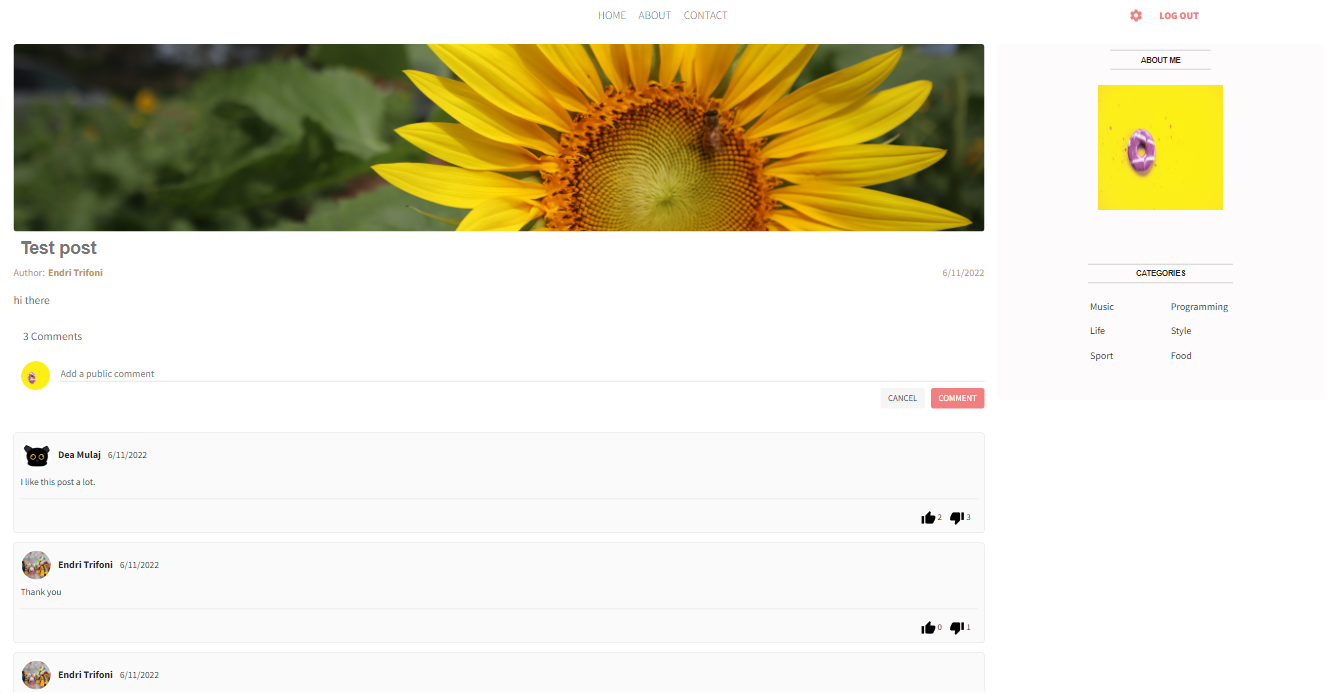 HOME ABOUT CONTACT
LOG OUT
Test post
Author: Endri Trifoni 6/11/2022
hi there
3 Comments
Add a public comment
CANCEL COMMENT
Dea Mulaj 6/11/2022
I like this post a lot.
2 3
Endri Trifoni 6/11/2022
Thank you
0 1
Endri Trifoni 6/11/2022
ABOUT ME
CATEGORIES
Music Programming
Life Style
Sport Food